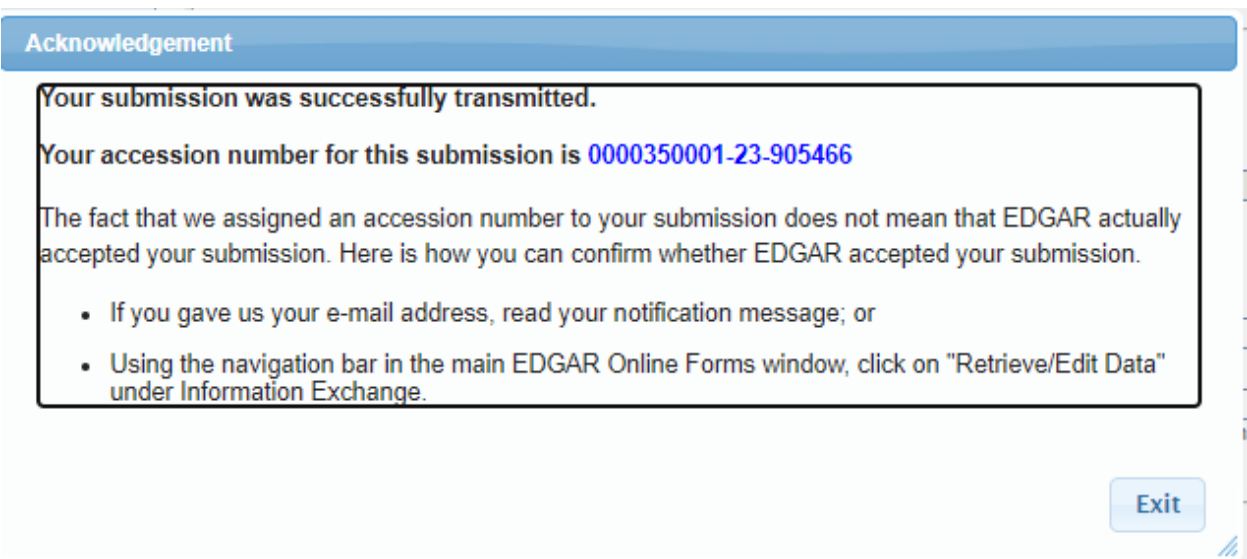 Acknowledgement
Your submission was successfully transmitted.
Your accession number for this submission is 0000350001-23-905466
The fact that we assigned an accession number to your submission does not mean that EDGAR actually
accepted your submission. Here is how you can confirm whether EDGAR accepted your submission.
• If you gave us your e-mail address, read your notification message; or
• Using the navigation bar in the main EDGAR Online Forms window, click on "Retrieve/Edit Data"
under Information Exchange.
Exit